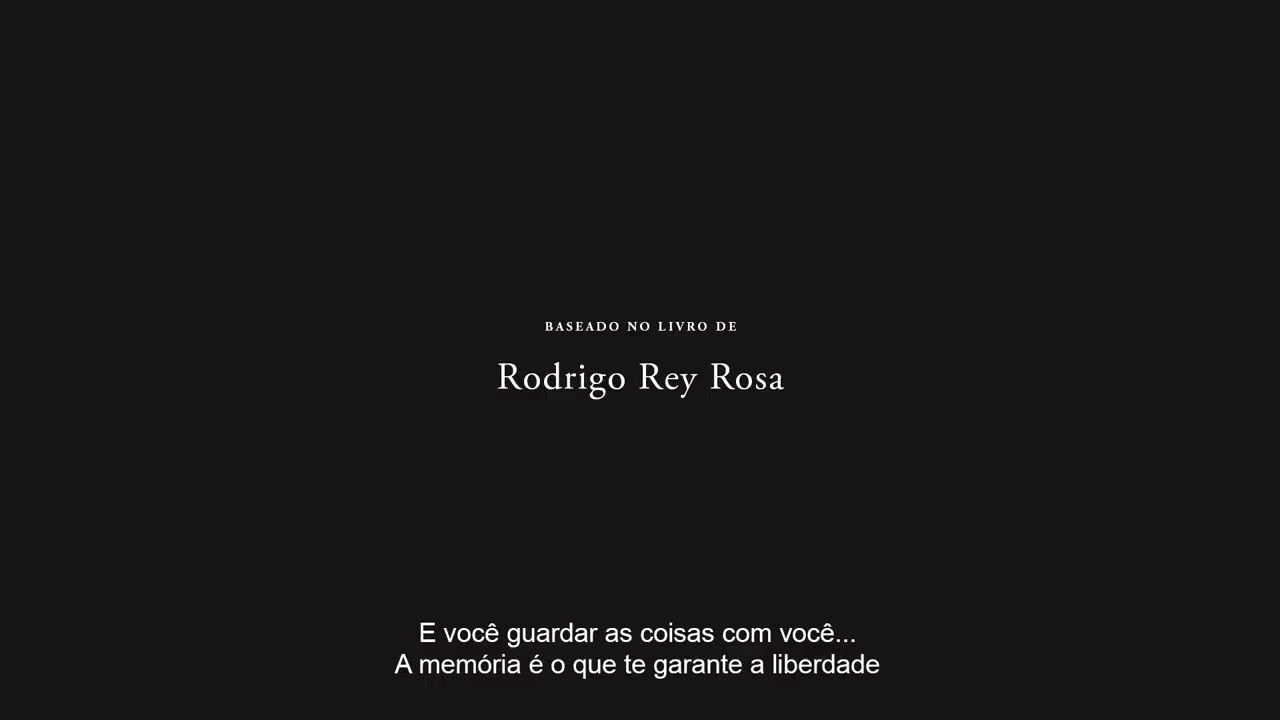 BASEADO NO LIVRO DE
Rodrigo Rey Rosa
E você guardar as coisas com você...
A memória é o que te garante a liberdade